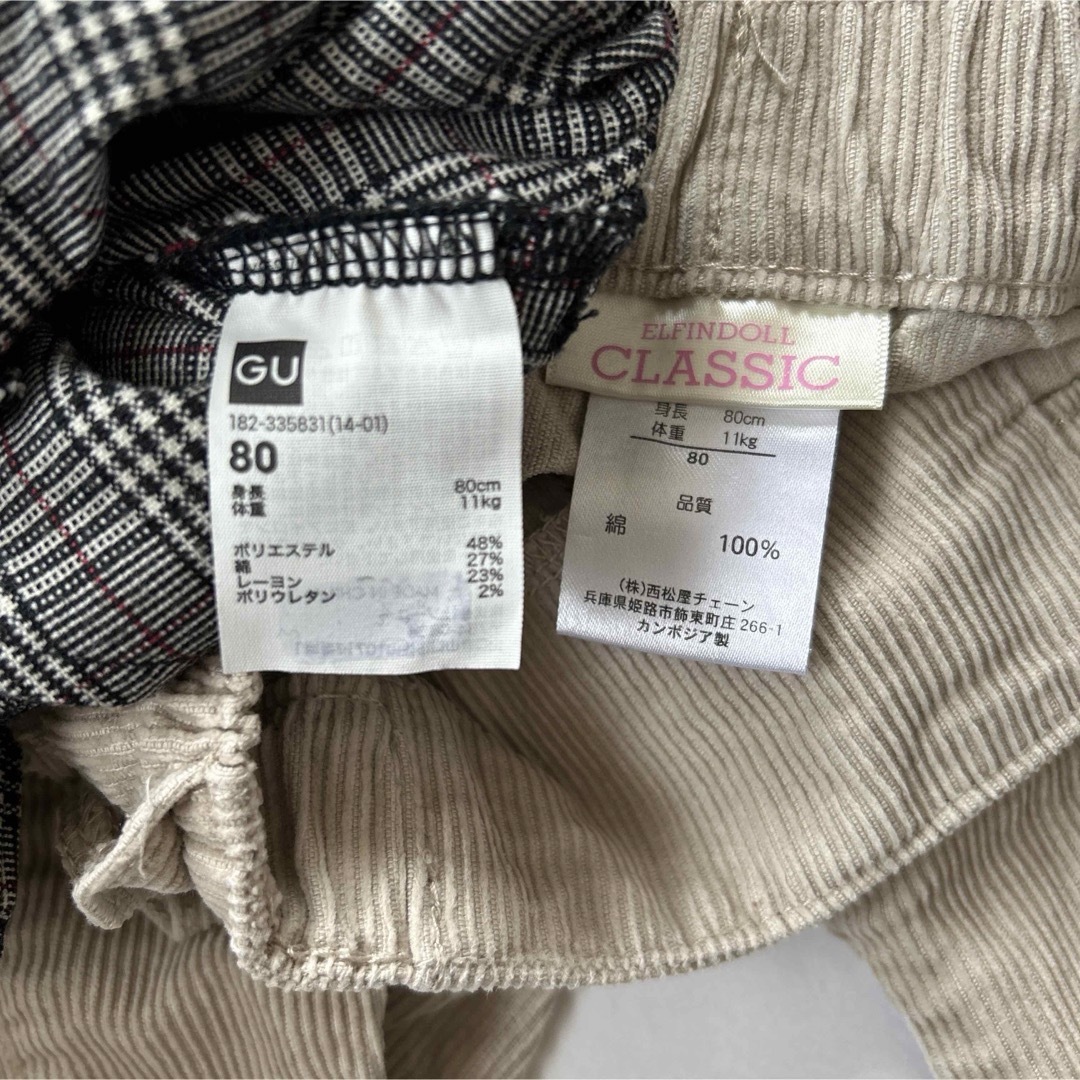 GU
182-335831(14-01)
80
身長 80cm
体重 11kg
ポリエステル 48%
綿 27%
レーヨン 23%
ポリウレタン 2%
ELFINDOLL
CLASSIC
身長 80cm
体重 11kg
80
品質
綿 100%
(株)西松屋チェーン
兵庫県姫路市飾東町庄266-1
カンボジア製